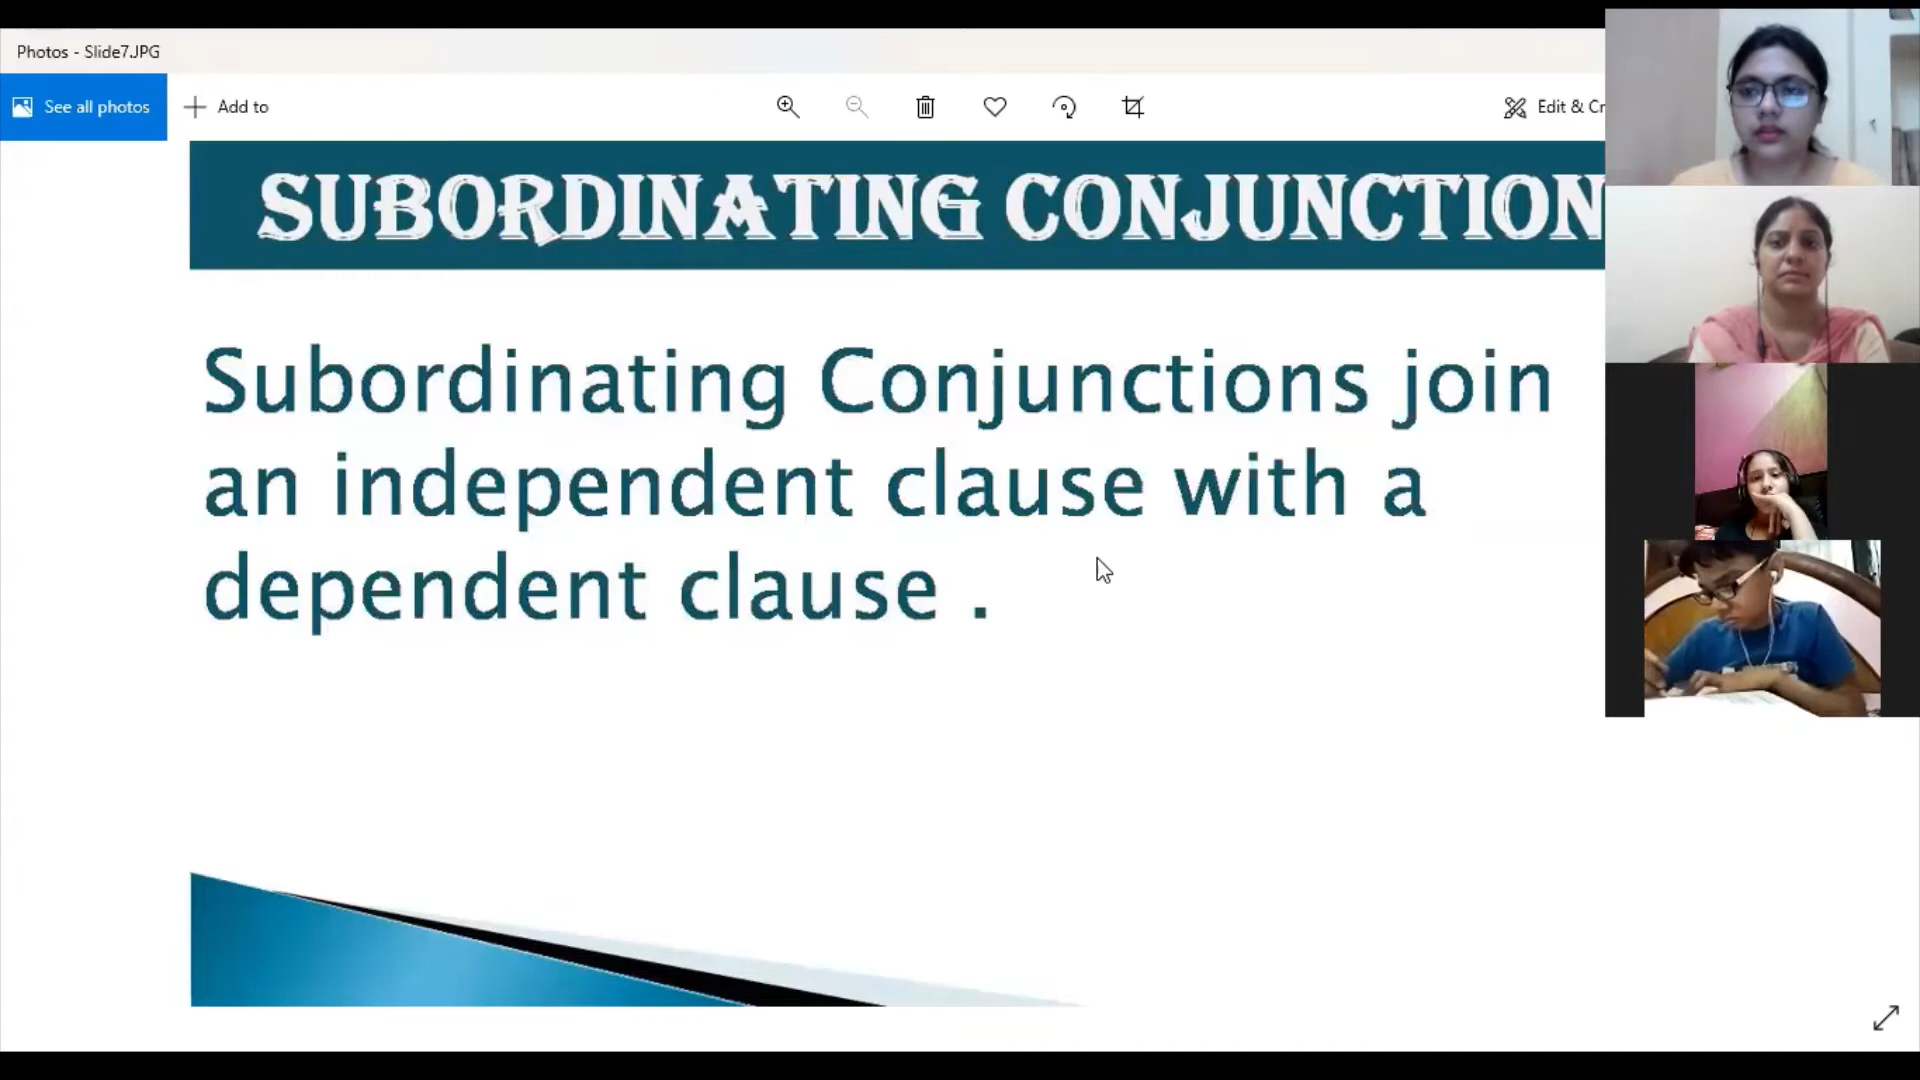 Photos - Slide7.JPG
See all photos
Add to
Edit & Cr
SUBORDINATING CONJUNCTION
Subordinating Conjunctions join
an independent clause with a
dependent clause .